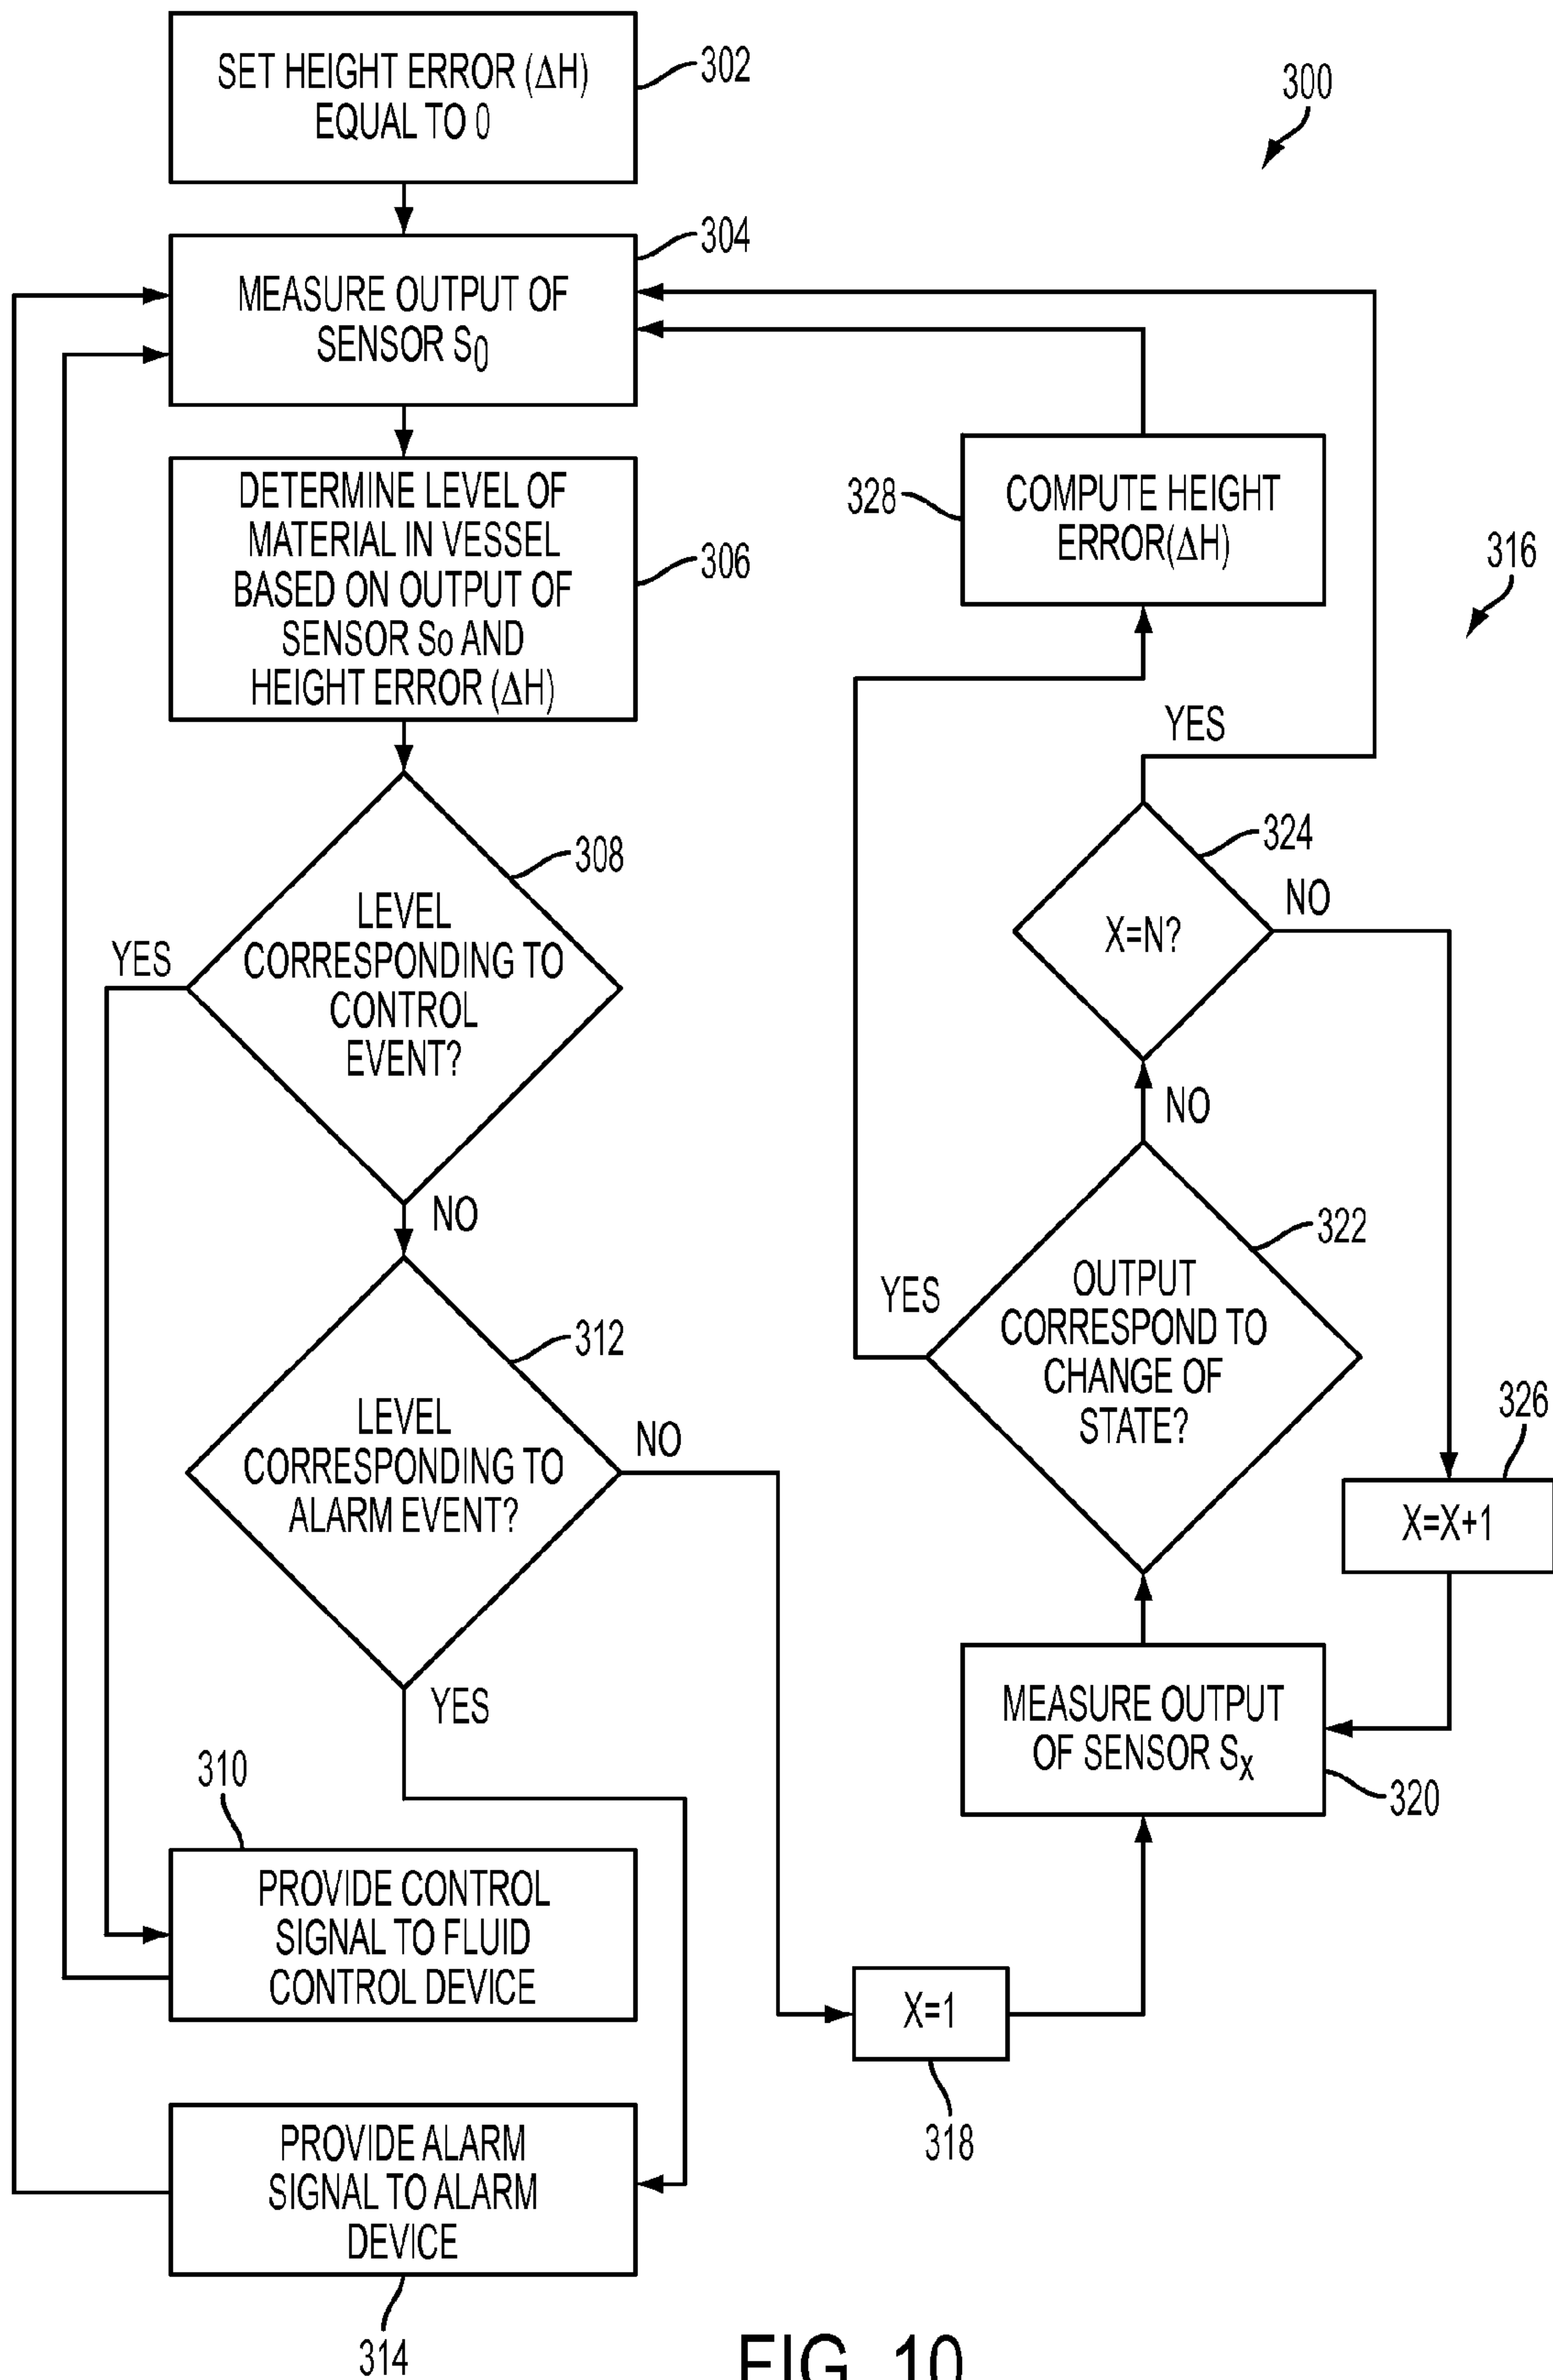 SET HEIGHT ERROR (ΔH)
EQUAL TO 0
302
300
MEASURE OUTPUT OF
SENSOR S0
304
DETERMINE LEVEL OF
MATERIAL IN VESSEL
BASED ON OUTPUT OF
SENSOR So AND
HEIGHT ERROR (ΔH)
306
LEVEL
CORRESPONDING TO
CONTROL
EVENT?
308
YES
NO
LEVEL
CORRESPONDING TO
ALARM EVENT?
312
NO
YES
310
PROVIDE CONTROL
SIGNAL TO FLUID
CONTROL DEVICE
PROVIDE ALARM
SIGNAL TO ALARM
DEVICE
314
X=1
318
MEASURE OUTPUT
OF SENSOR SX
320
OUTPUT
CORRESPOND TO
CHANGE OF
STATE?
322
YES
NO
X=N?
324
YES
NO
326
X=X+1
COMPUTE HEIGHT
ERROR(ΔH)
328
316
FIG. 10